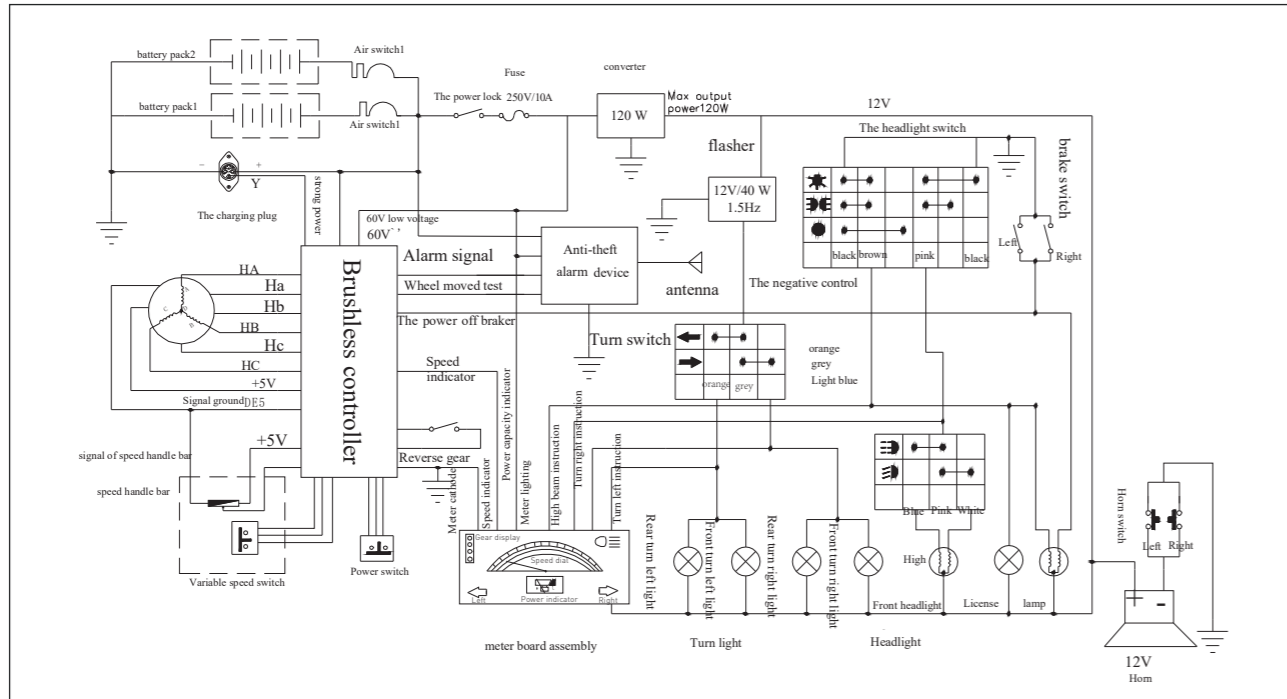 battery pack2
Air switch1
battery pack1
Air switch1
Fuse
The power lock
250V/10A
converter
120 W
Max output
power120W
12V
The headlight switch
brake switch
flasher
12V/40 W
1.5Hz
Left
Right
black
brown
pink
black
−
+
Y
The charging plug
strong power
60V low voltage
60V
Brushless controller
Alarm signal
Anti-theft
alarm device
antenna
Wheel moved test
The negative control
The power off braker
HA
Ha
Hb
HB
Hc
HC
+5V
Signal ground
DE5
A
B
C
Turn switch
orange
grey
orange
grey
Light blue
Speed
indicator
+5V
signal of speed handle bar
speed handle bar
Reverse gear
Variable speed switch
Power switch
Meter cathode
Speed indicator
Power capacity indicator
Meter lighting
High beam instruction
Turn right instruction
Turn left instruction
Gear display
Speed dial
Left
Power indicator
Right
meter board assembly
Rear turn left light
Front turn left light
Rear turn right light
Front turn right light
Turn light
Blue
Pink
White
High
Front headlight
Headlight
License
lamp
Horn switch
Left
Right
+
-
12V
Horn